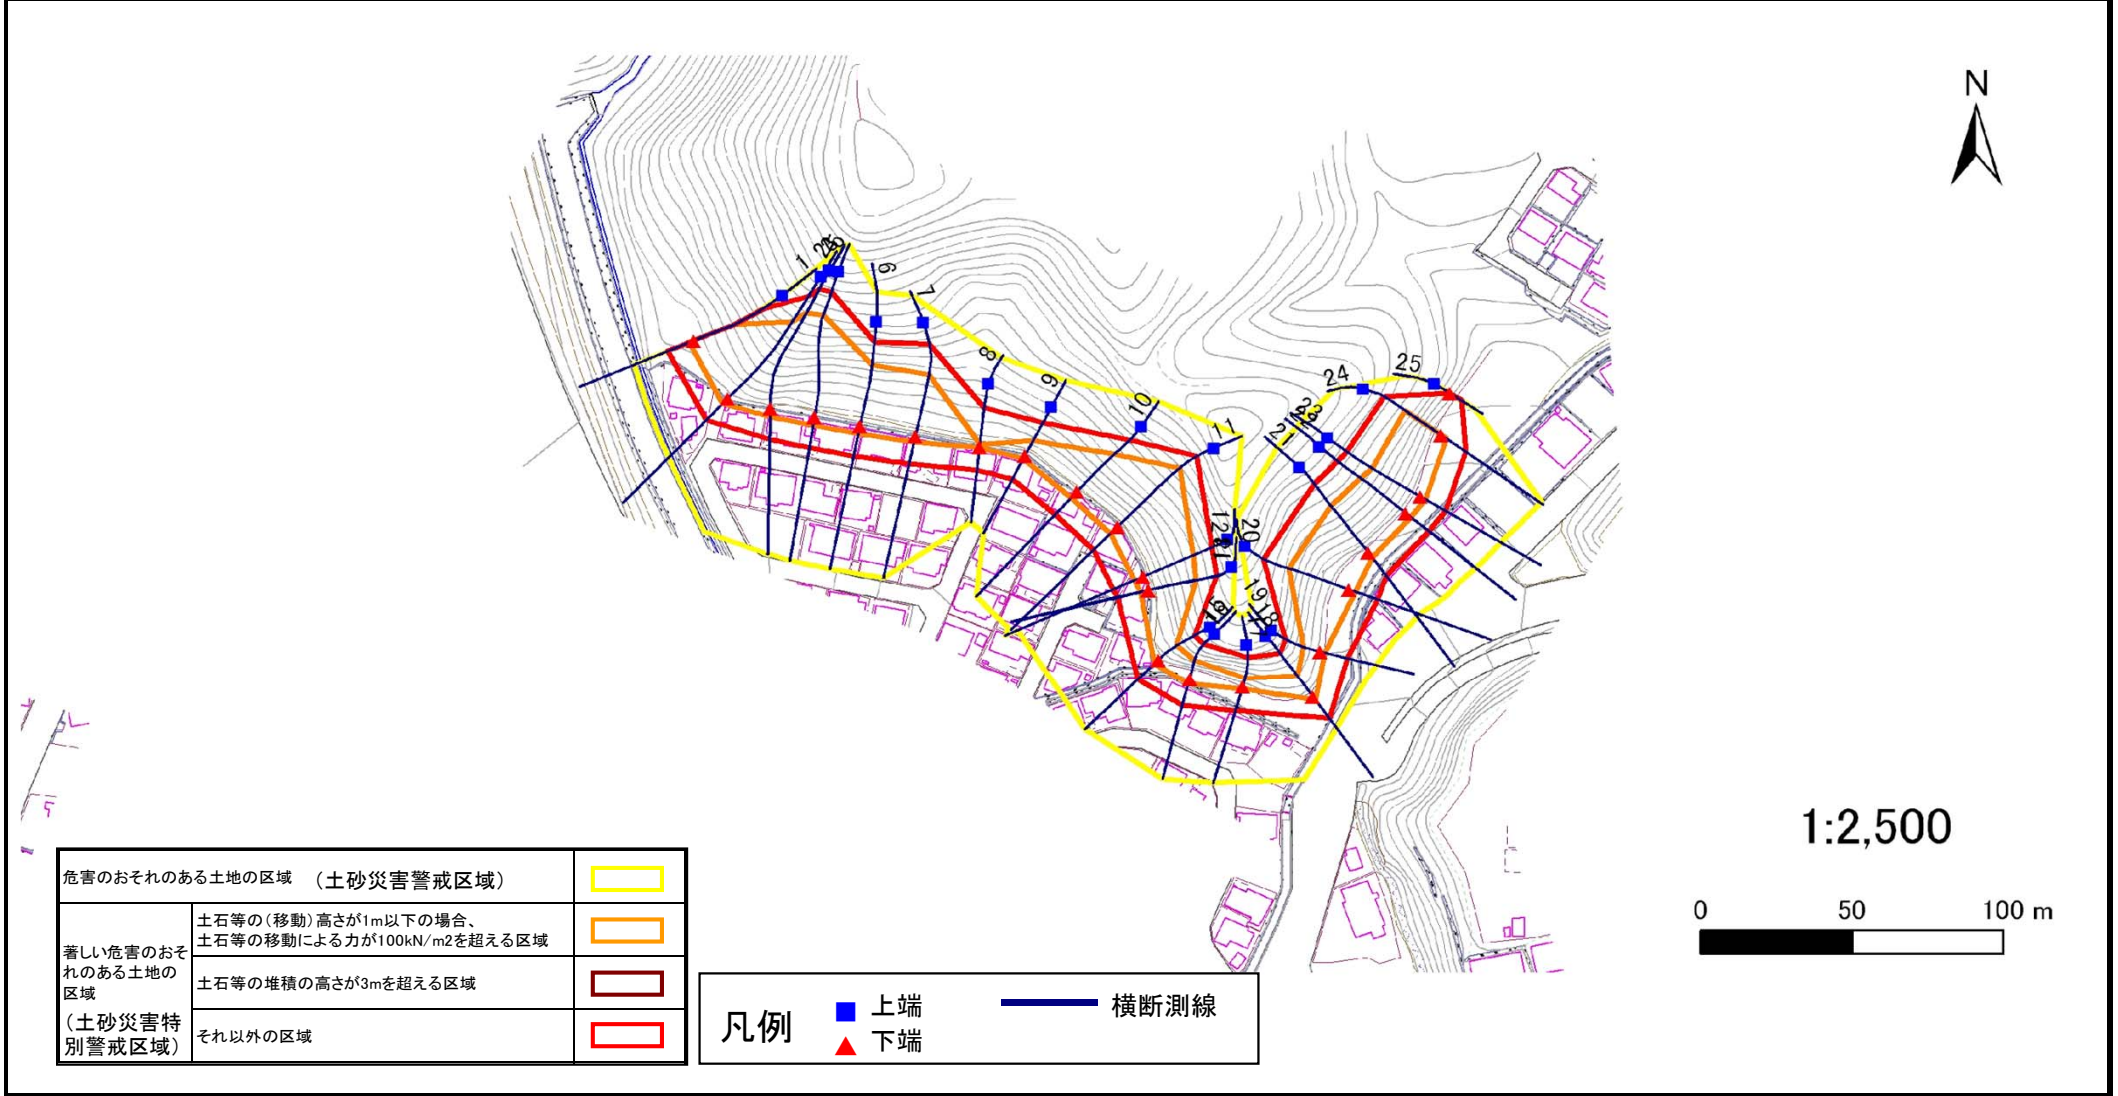 N
1
6
7
8
9
10
11
12
20
21
22
23
24
25
19
18
1:2,500
0 50 100 m
危害のおそれのある土地の区域 (土砂災害警戒区域)
著しい危害のおそ
れのある土地の
区域
(土砂災害特
別警戒区域)
土石等の(移動)高さが1m以下の場合、
土石等の移動による力が100kN/m2を超える区域
土石等の堆積の高さが3mを超える区域
それ以外の区域
凡例
上端
下端
横断測線